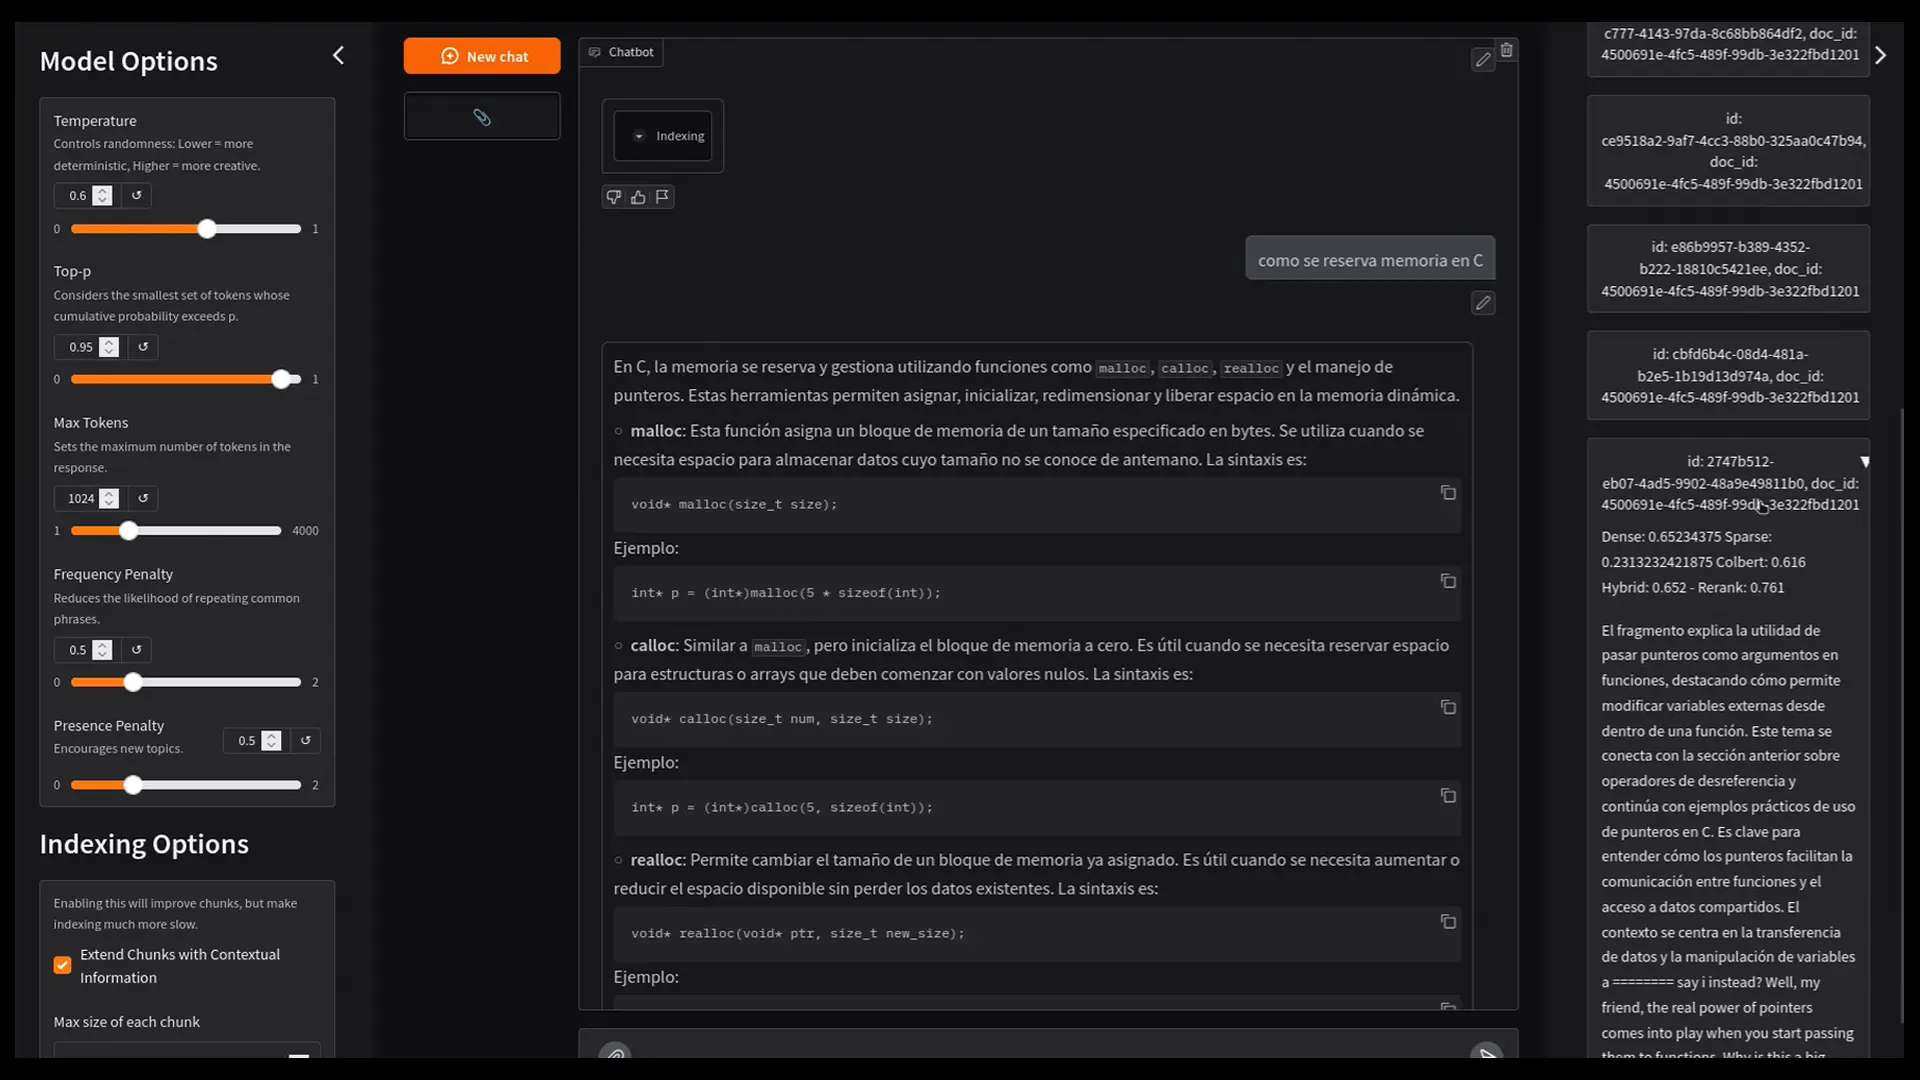 Model Options
Temperature
Controls randomness: Lower = more
deterministic, Higher = more creative.
0.6
0
1
Top-p
Considers the smallest set of tokens whose
cumulative probability exceeds p.
0.95
0
1
Max Tokens
Sets the maximum number of tokens in the
response.
1024
1
4000
Frequency Penalty
Reduces the likelihood of repeating common
phrases.
0.5
0
2
Presence Penalty
Encourages new topics.
0.5
0
2
Indexing Options
Enabling this will improve chunks, but make
indexing much more slow.
Extend Chunks with Contextual
Information
Max size of each chunk
New chat
Chatbot
Indexing
como se reserva memoria en C
En C, la memoria se reserva y gestiona utilizando funciones como malloc, calloc, realloc y el manejo de
punteros. Estas herramientas permiten asignar, inicializar, redimensionar y liberar espacio en la memoria dinámica.
malloc: Esta función asigna un bloque de memoria de un tamaño especificado en bytes. Se utiliza cuando se
necesita espacio para almacenar datos cuyo tamaño no se conoce de antemano. La sintaxis es:
void* malloc(size_t size);
Ejemplo:
int* p = (int*)malloc(5 * sizeof(int));
calloc: Similar a malloc, pero inicializa el bloque de memoria a cero. Es útil cuando se necesita reservar espacio
para estructuras o arrays que deben comenzar con valores nulos. La sintaxis es:
void* calloc(size_t num, size_t size);
Ejemplo:
int* p = (int*)calloc(5, sizeof(int));
realloc: Permite cambiar el tamaño de un bloque de memoria ya asignado. Es útil cuando se necesita aumentar o
reducir el espacio disponible sin perder los datos existentes. La sintaxis es:
void* realloc(void* ptr, size_t new_size);
Ejemplo:
c777-4143-97da-8c68bb864df2, doc_id:
4500691e-4fc5-489f-99db-3e322fbd1201
id:
ce9518a2-9af7-4cc3-88b0-325aa0c47b94,
doc_id:
4500691e-4fc5-489f-99db-3e322fbd1201
id: e86b9957-b389-4352-
b222-18810c5421ee, doc_id:
4500691e-4fc5-489f-99db-3e322fbd1201
id: cbfd6b4c-08d4-481a-
b2e5-1b19d13d974a, doc_id:
4500691e-4fc5-489f-99db-3e322fbd1201
id: 2747b512-
eb07-4ad5-9902-48a9e49811b0, doc_id:
4500691e-4fc5-489f-99db-3e322fbd1201
Dense: 0.65234375 Sparse:
0.2313232421875 Colbert: 0.616
Hybrid: 0.652 - Rerank: 0.761
El fragmento explica la utilidad de
pasar punteros como argumentos en
funciones, destacando cómo permite
modificar variables externas desde
dentro de una función. Este tema se
conecta con la sección anterior sobre
operadores de desreferencia y
continúa con ejemplos prácticos de uso
de punteros en C. Es clave para
entender cómo los punteros facilitan la
comunicación entre funciones y el
acceso a datos compartidos. El
contexto se centra en la transferencia
de datos y la manipulación de variables
a ======== say i instead? Well, my
friend, the real power of pointers
comes into play when you start passing
them to functions. Why is this a big